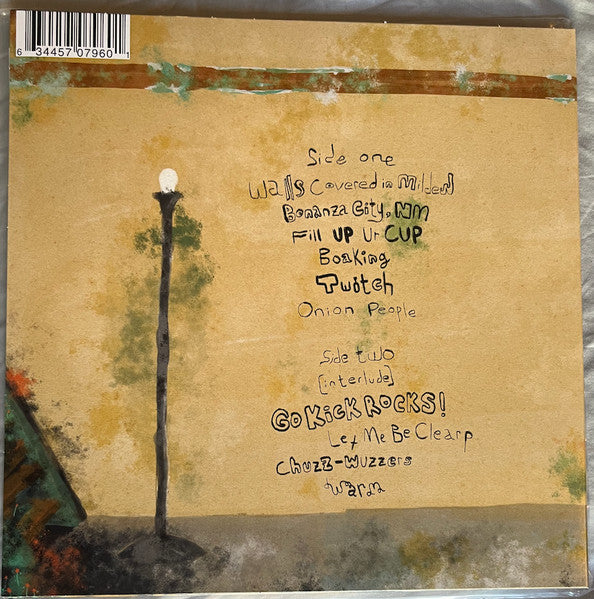 6 34457 07960 1
Side one
Walls Covered in Mildew
Bonanza City, NM
Fill UP Ur CUP
Boaking
Twitch
Onion People
Side two
[interlude]
GO KICK ROCKS!
Let Me Be Clearp
Chuzz-Wuzzers
Warm